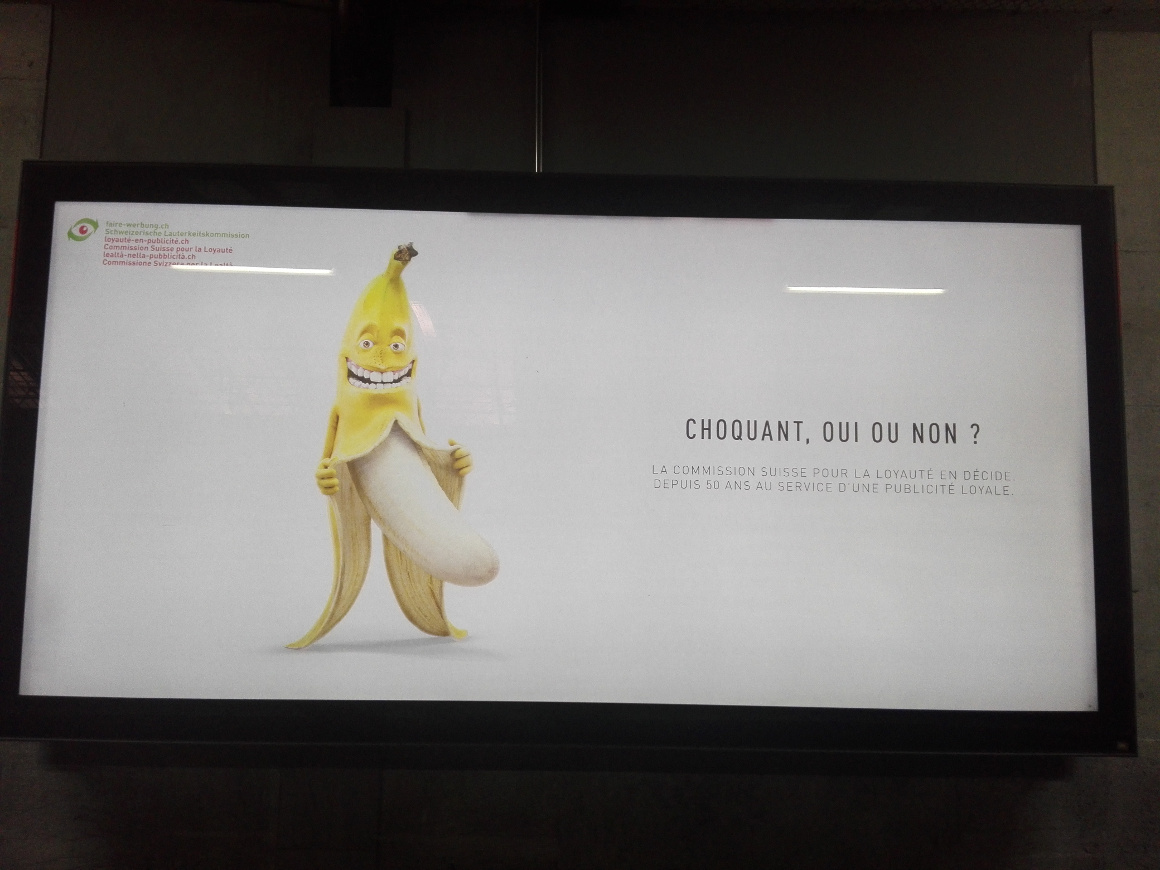 faire-werbung.ch
Schweizerische Lauterkeitskommission
loyauté-en-publicité.ch
Commission Suisse pour la Loyauté
lealtà-nella-pubblicità.ch
Commissione Svizzera per la Lealtà
CHOQUANT, OUI OU NON ?
LA COMMISSION SUISSE POUR LA LOYAUTÉ EN DÉCIDE
DEPUIS 50 ANS AU SERVICE D'UNE PUBLICITÉ LOYALE.